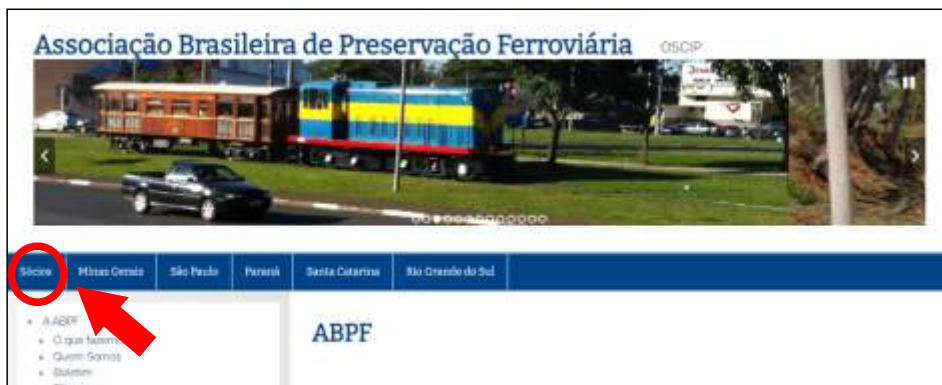 Associação Brasileira de Preservação Ferroviária OSCIP
Sócios Minas Gerais São Paulo Paraná Santa Catarina Rio Grande do Sul
A ABPF
O que
Quem Somos
Boletim
ABPF